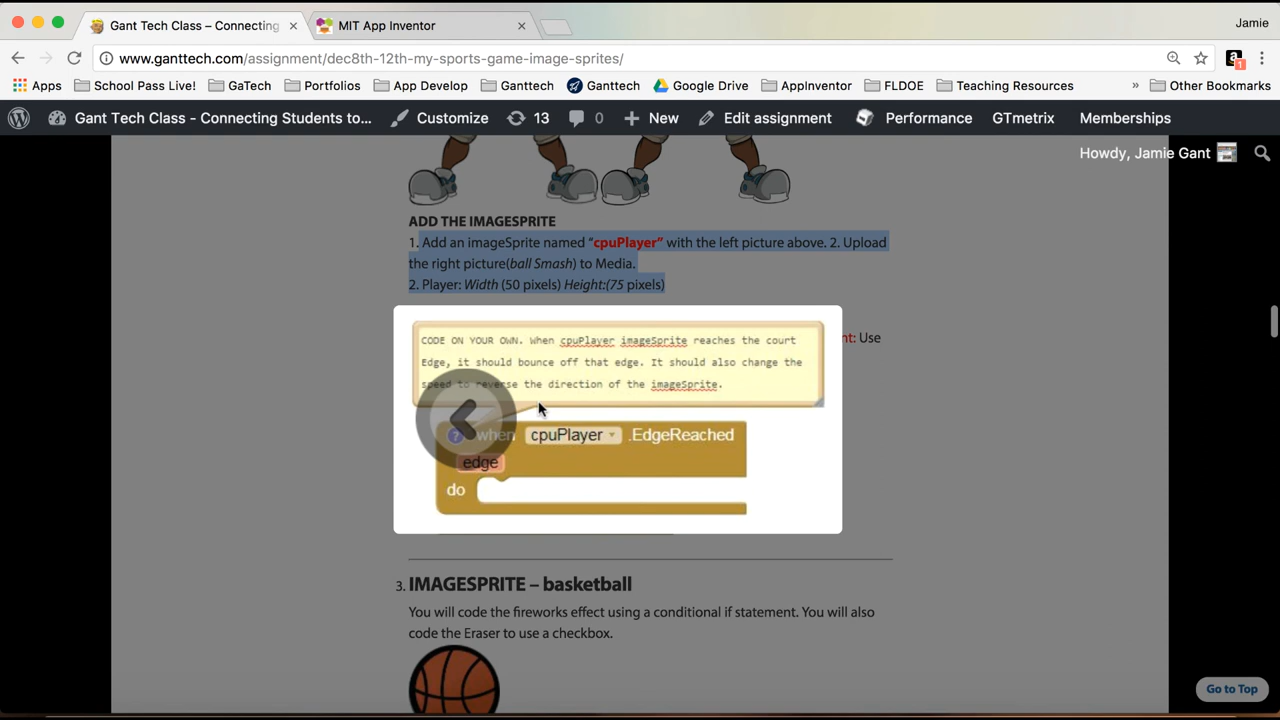 Gant Tech Class – Connecting
MIT App Inventor
Jamie
www.ganttech.com/assignment/dec8th-12th-my-sports-game-image-sprites/
a
1
Apps School Pass Live! GaTech Portfolios App Develop Ganttech Ganttech Google Drive AppInventor FLDOE Teaching Resources » Other Bookmarks
Gant Tech Class - Connecting Students to... Customize 13 0 New Edit assignment Performance GTmetrix Memberships
Howdy, Jamie Gant
ADD THE IMAGESPRITE
1. Add an imageSprite named “cpuPlayer” with the left picture above. 2. Upload
the right picture(ball Smash) to Media.
2. Player: Width (50 pixels) Height:(75 pixels)
nt: Use
CODE ON YOUR OWN. When cpuPlayer imageSprite reaches the court
Edge, it should bounce off that edge. It should also change the
speed to reverse the direction of the imageSprite.
? when cpuPlayer .EdgeReached
edge
do
3. IMAGESPRITE – basketball
You will code the fireworks effect using a conditional if statement. You will also
code the Eraser to use a checkbox.
Go to Top